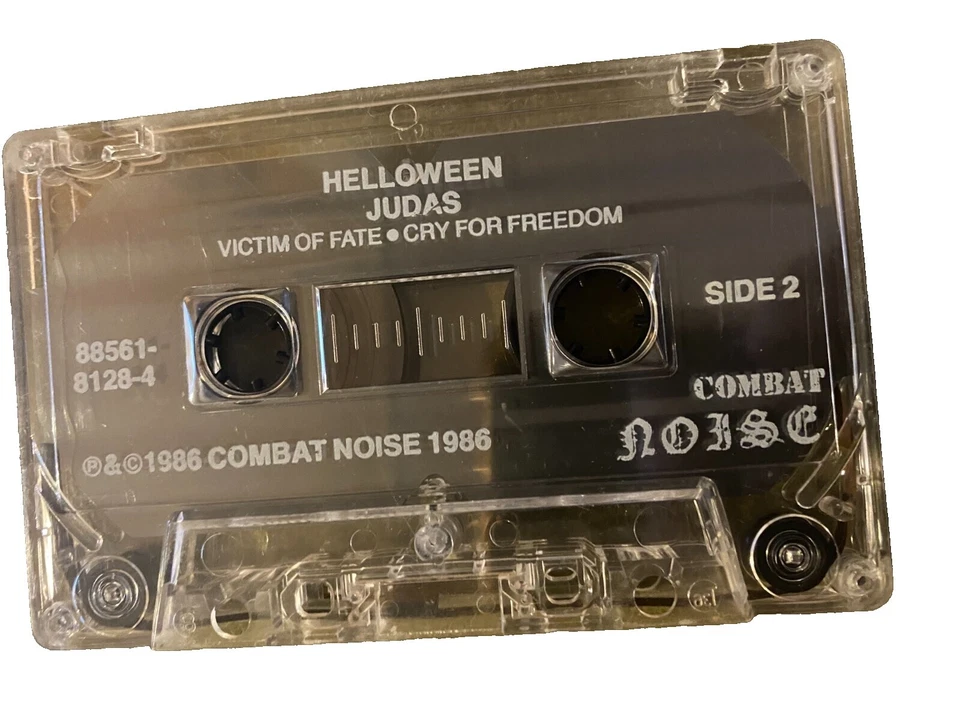 HELLOWEEN
JUDAS
VICTIM OF FATE ● CRY FOR FREEDOM
SIDE 2
88561-
8128-4
COMBAT
NOISE
℗&©1986 COMBAT NOISE 1986